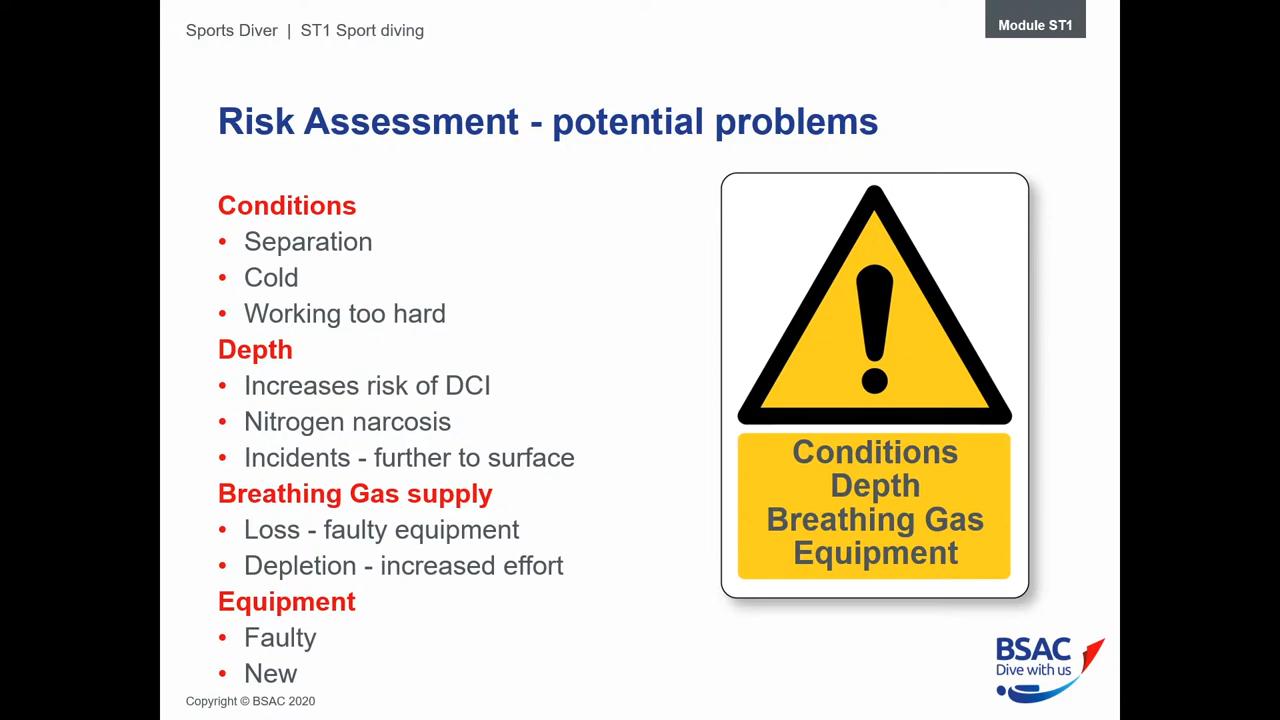 Sports Diver | ST1 Sport diving
Module ST1
Risk Assessment - potential problems
Conditions
• Separation
• Cold
• Working too hard
Depth
• Increases risk of DCI
• Nitrogen narcosis
• Incidents - further to surface
Breathing Gas supply
• Loss - faulty equipment
• Depletion - increased effort
Equipment
• Faulty
• New
!
Conditions
Depth
Breathing Gas
Equipment
BSAC
Dive with us
Copyright © BSAC 2020